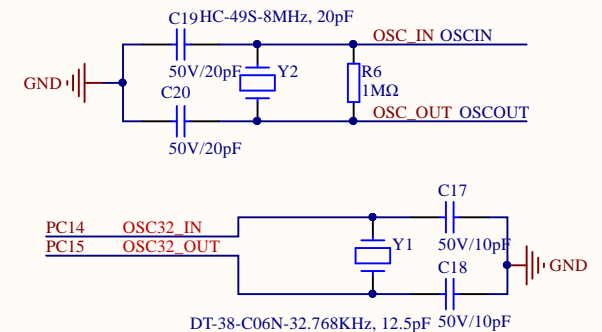 C19 HC-49S-8MHz, 20pF
OSC_IN OSCIN
50V/20pF Y2 R6
GND
C20 1MΩ
OSC_OUT OSCOUT
50V/20pF
C17
PC14 OSC32_IN
PC15 OSC32_OUT
Y1 50V/10pF
C18 GND
DT-38-C06N-32.768KHz, 12.5pF 50V/10pF